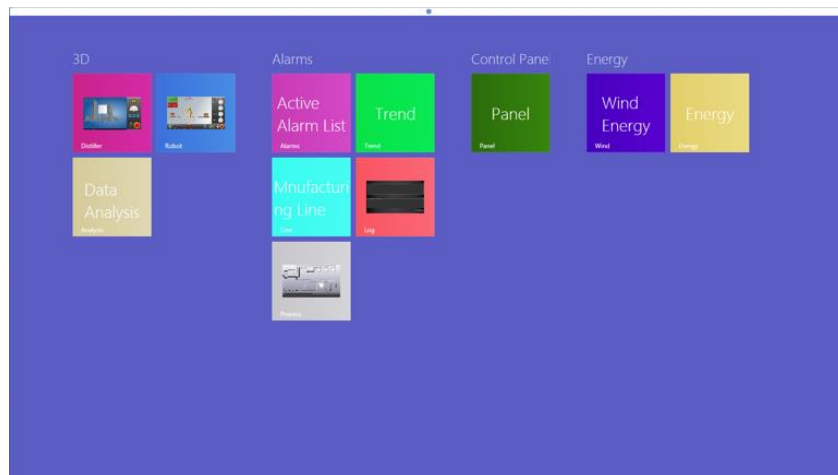 3D
Alarms
Control Pane
Energy
Distiller
Robot
Active
Alarm List
Alarms
Trend
Trend
Panel
Panel
Wind
Energy
Wind
Energy
Energy
Data
Analysis
Analysis
Mnufacturi
ng Line
Line
Log
Process